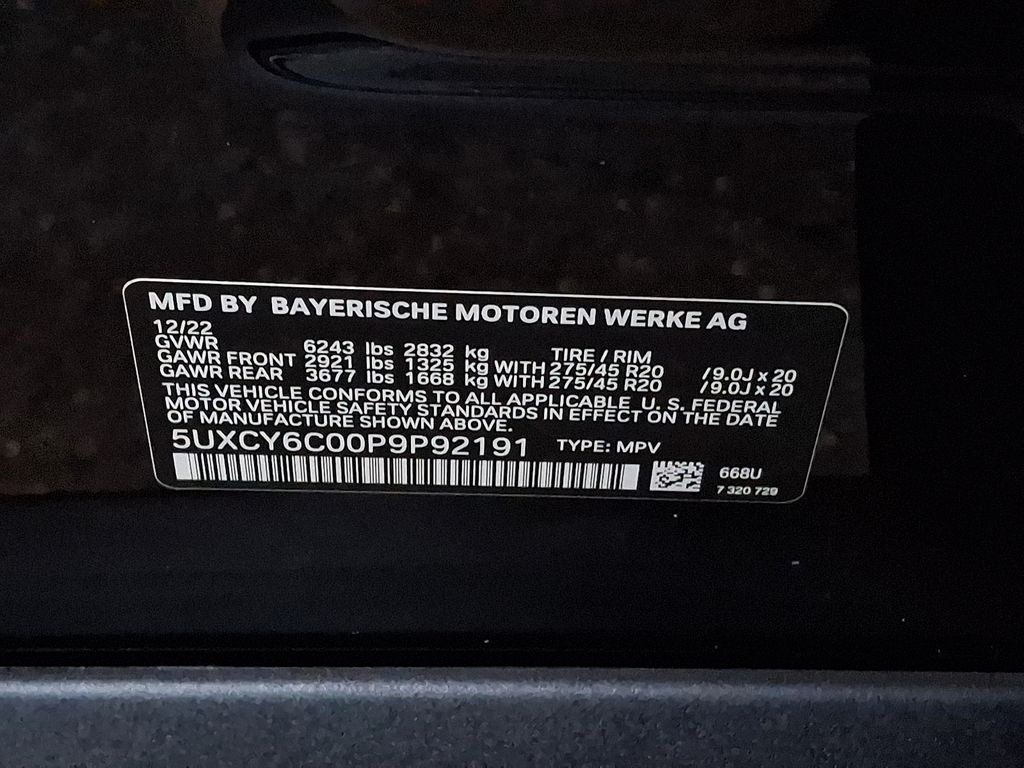 MFD BY BAYERISCHE MOTOREN WERKE AG
12/22
GVWR 6243 lbs 2832 kg TIRE / RIM
GAWR FRONT 2921 lbs 1325 kg WITH 275/45 R20 /9.0J x 20
GAWR REAR 3677 lbs 1668 kg WITH 275/45 R20 /9.0J x 20
THIS VEHICLE CONFORMS TO ALL APPLICABLE U. S. FEDERAL
MOTOR VEHICLE SAFETY STANDARDS IN EFFECT ON THE DATE
OF MANUFACTURE SHOWN ABOVE.
5UXCY6C00P9P92191 TYPE: MPV
668U
7 320 729